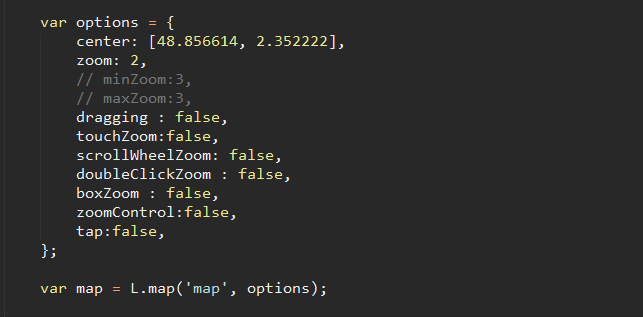 var options = {
    center: [48.856614, 2.352222],
    zoom: 2,
    // minZoom:3,
    // maxZoom:3,
    dragging : false,
    touchZoom:false,
    scrollWheelZoom: false,
    doubleClickZoom : false,
    boxZoom : false,
    zoomControl:false,
    tap:false,
};
var map = L.map('map', options);